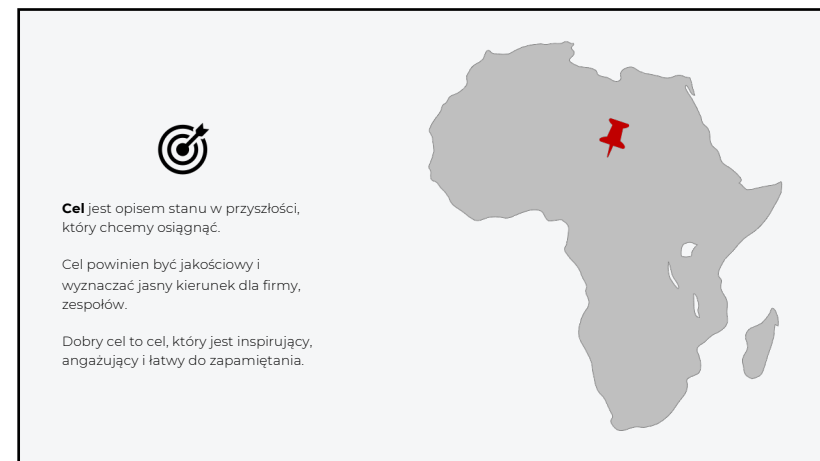 Cel jest opisem stanu w przyszłości,
który chcemy osiągnąć.
Cel powinien być jakościowy i
wyznaczać jasny kierunek dla firmy,
zespołów.
Dobry cel to cel, który jest inspirujący,
angażujący i łatwy do zapamiętania.